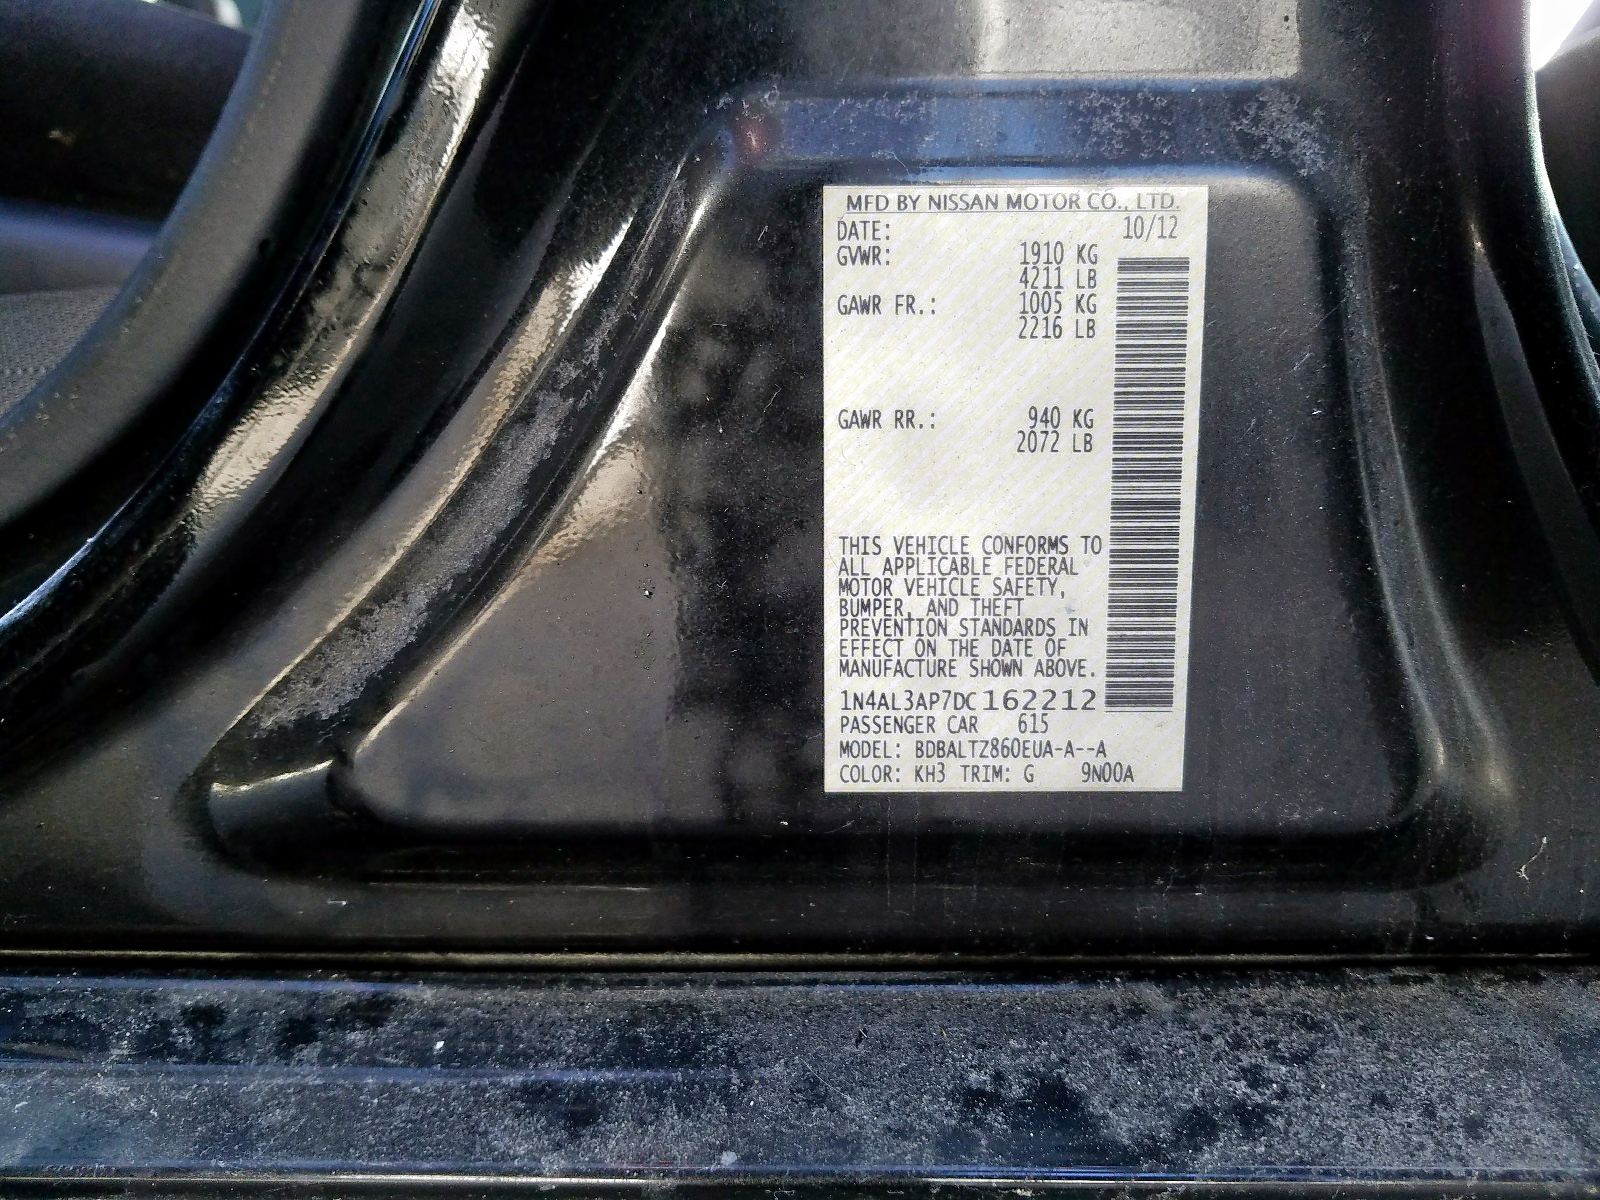 MFD BY NISSAN MOTOR CO., LTD.
DATE: 10/12
GVWR: 1910 KG
4211 LB
GAWR FR.: 1005 KG
2216 LB
GAWR RR.: 940 KG
2072 LB
THIS VEHICLE CONFORMS TO
ALL APPLICABLE FEDERAL
MOTOR VEHICLE SAFETY,
BUMPER, AND THEFT
PREVENTION STANDARDS IN
EFFECT ON THE DATE OF
MANUFACTURE SHOWN ABOVE.
1N4AL3AP7DC162212
PASSENGER CAR 615
MODEL: BDBALTZ860EUA-A--A
COLOR: KH3 TRIM: G 9N00A